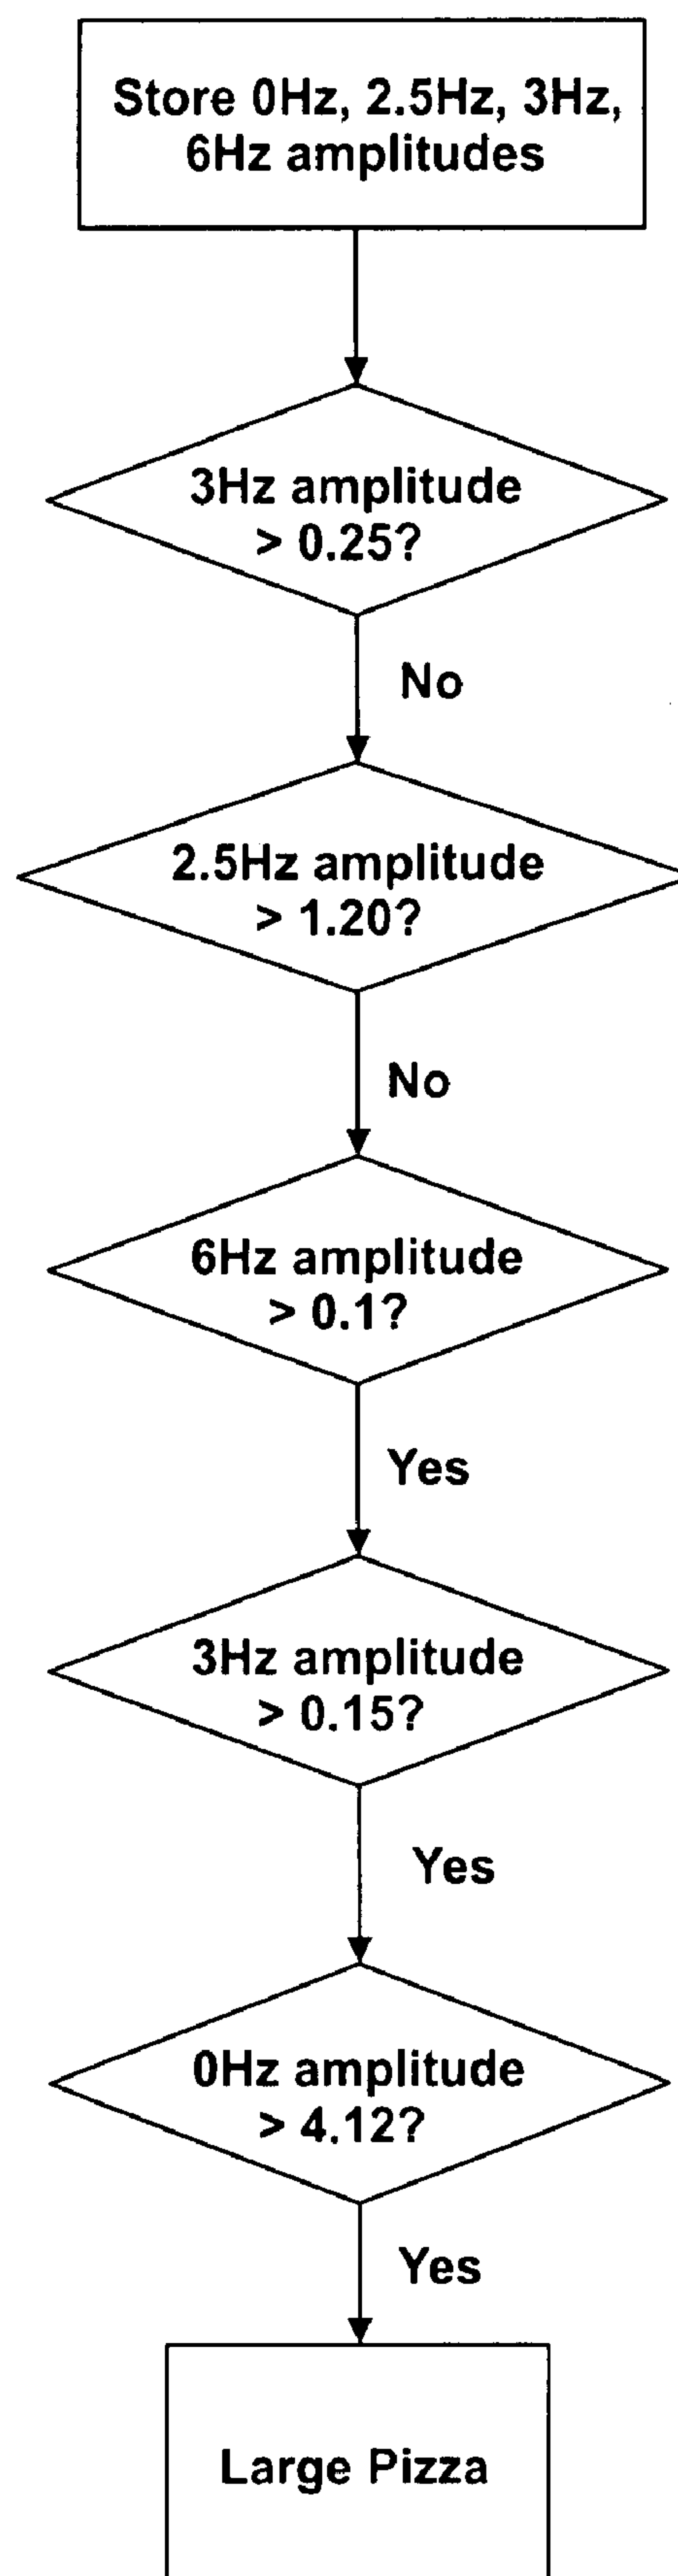 Store 0Hz, 2.5Hz, 3Hz,
6Hz amplitudes
3Hz amplitude
> 0.25?
No
2.5Hz amplitude
> 1.20?
No
6Hz amplitude
> 0.1?
Yes
3Hz amplitude
> 0.15?
Yes
0Hz amplitude
> 4.12?
Yes
Large Pizza